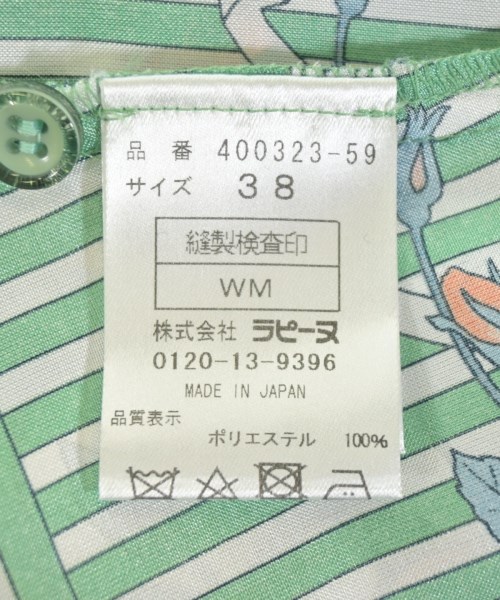 品 番 400323-59
サイズ 38
縫製検査印
WM
株式会社 ラピーヌ
0120-13-9396
MADE IN JAPAN
品質表示
ポリエステル 100%